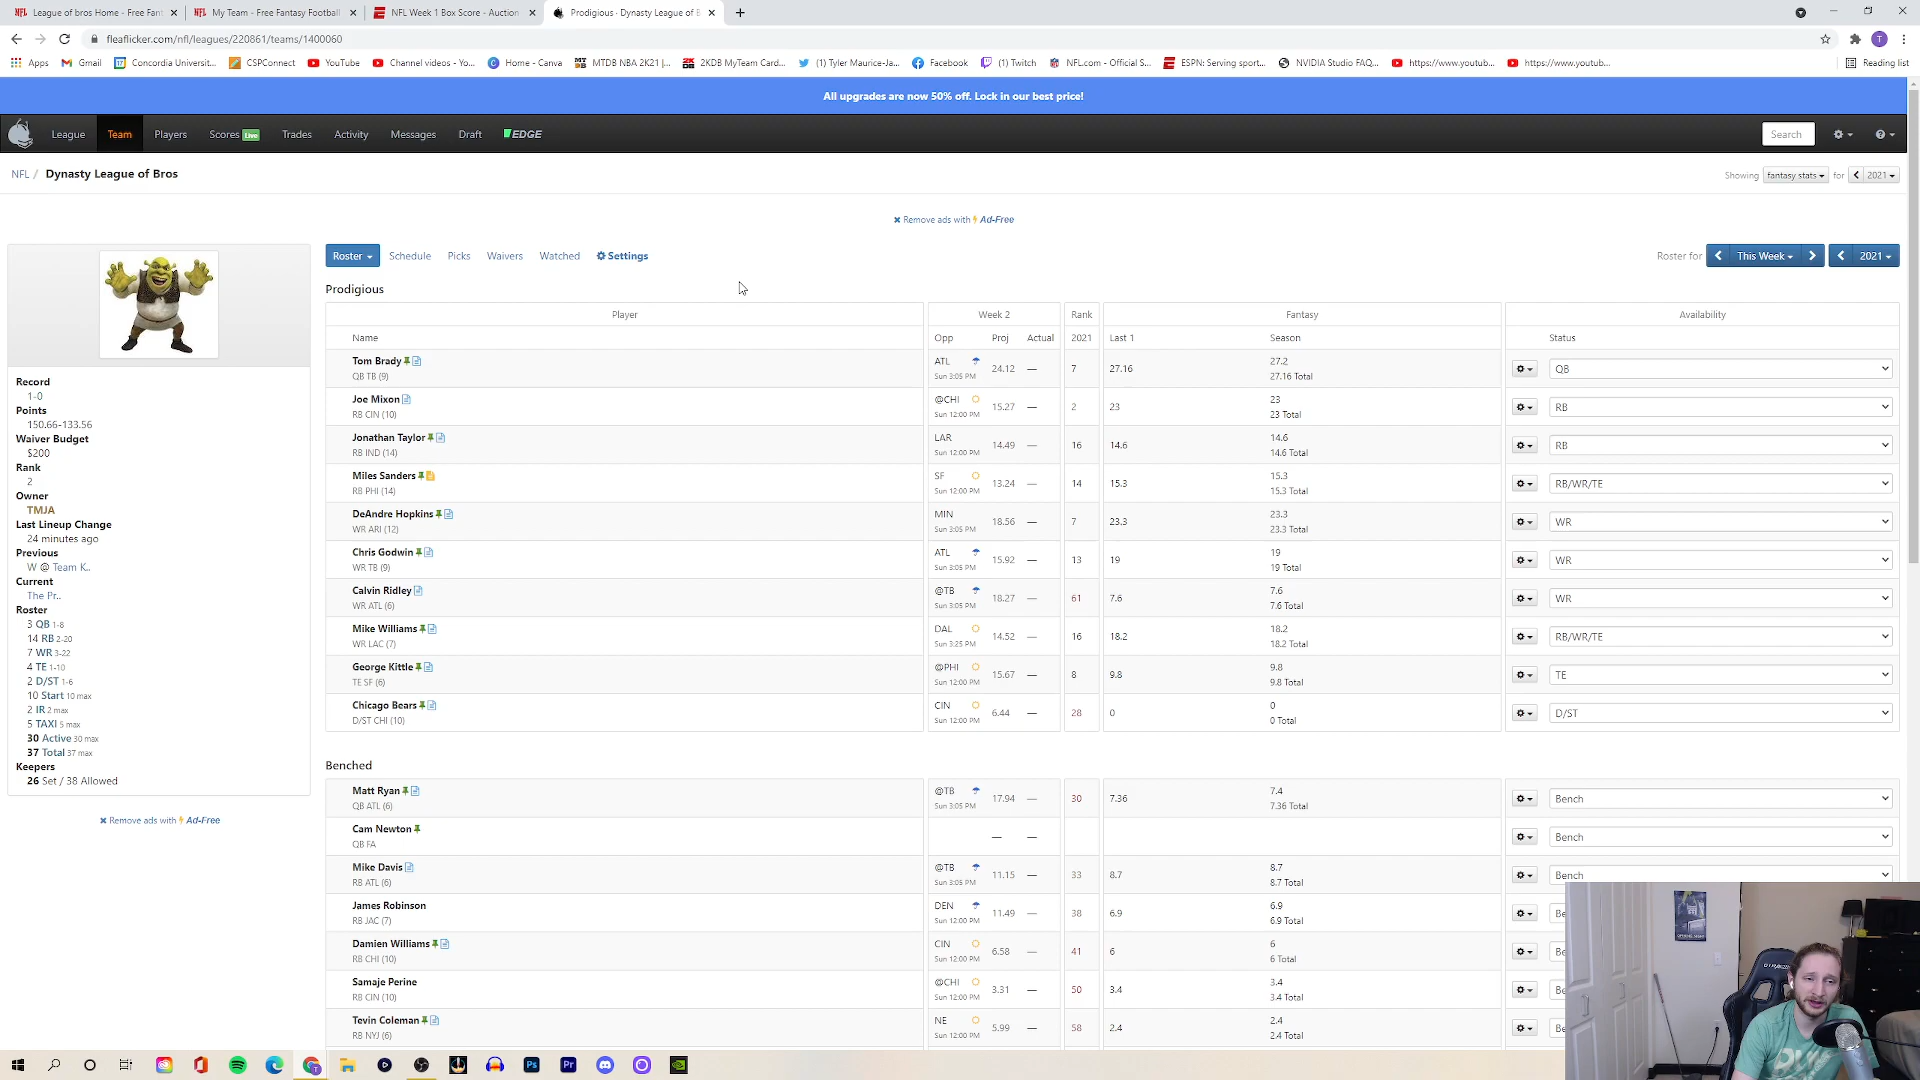 League of bros Home - Free Fan
My Team - Free Fantasy Football
NFL Week 1 Box Score - Auction
Prodigious - Dynasty League of B
fleaflicker.com/nfl/leagues/220861/teams/1400060
Apps
Gmail
Concordia Universit...
CSPConnect
YouTube
Channel videos - Yo...
Home - Canva
MTDB NBA 2K21 |...
2KDB MyTeam Card...
(1) Tyler Maurice-Ja...
Facebook
(1) Twitch
NFL.com - Official S...
ESPN: Serving sport...
NVIDIA Studio FAQ...
https://www.youtub...
https://www.youtub...
Reading list
All upgrades are now 50% off. Lock in our best price!
League Team Players Scores Live Trades Activity Messages Draft EDGE Search
NFL / Dynasty League of Bros
Showing fantasy stats for 2021
Remove ads with Ad-Free
Roster Schedule Picks Waivers Watched Settings
Roster for This Week 2021
Record
1-0
Points
150.66-133.56
Waiver Budget
$200
Rank
2
Owner
TMJA
Last Lineup Change
24 minutes ago
Previous
W @ Team K..
Current
The Pr..
Roster
3 QB 1-8
14 RB 2-20
7 WR 3-22
4 TE 1-10
2 D/ST 1-6
10 Start 10 max
2 IR 2 max
5 TAXI 5 max
30 Active 30 max
37 Total 37 max
Keepers
26 Set / 38 Allowed
Remove ads with Ad-Free
Prodigious
Player Week 2 Rank Fantasy Availability
Name Opp Proj Actual 2021 Last 1 Season Status
Tom Brady ATL 24.12 — 7 27.16 27.2 QB
QB TB (9) Sun 3:05 PM 27.16 Total
Joe Mixon @CHI 15.27 — 2 23 23 RB
RB CIN (10) Sun 12:00 PM 23 Total
Jonathan Taylor LAR 14.49 — 16 14.6 14.6 RB
RB IND (14) Sun 12:00 PM 14.6 Total
Miles Sanders SF 13.24 — 14 15.3 15.3 RB/WR/TE
RB PHI (14) Sun 12:00 PM 15.3 Total
DeAndre Hopkins MIN 18.56 — 7 23.3 23.3 WR
WR ARI (12) Sun 3:05 PM 23.3 Total
Chris Godwin ATL 15.92 — 13 19 19 WR
WR TB (9) Sun 3:05 PM 19 Total
Calvin Ridley @TB 18.27 — 61 7.6 7.6 WR
WR ATL (6) Sun 3:05 PM 7.6 Total
Mike Williams DAL 14.52 — 16 18.2 18.2 RB/WR/TE
WR LAC (7) Sun 3:25 PM 18.2 Total
George Kittle @PHI 15.67 — 8 9.8 9.8 TE
TE SF (6) Sun 12:00 PM 9.8 Total
Chicago Bears CIN 6.44 — 28 0 0 D/ST
D/ST CHI (10) Sun 12:00 PM 0 Total
Benched
Matt Ryan @TB 17.94 — 30 7.36 7.4 Bench
QB ATL (6) Sun 3:05 PM 7.36 Total
Cam Newton — — Bench
QB FA
Mike Davis @TB 11.15 — 33 8.7 8.7 Bench
RB ATL (6) Sun 3:05 PM 8.7 Total
James Robinson DEN 11.49 — 38 6.9 6.9 Be
RB JAC (7) Sun 12:00 PM 6.9 Total
Damien Williams CIN 6.58 — 41 6 6 Be
RB CHI (10) Sun 12:00 PM 6 Total
Samaje Perine @CHI 3.31 — 50 3.4 3.4 Be
RB CIN (10) Sun 12:00 PM 3.4 Total
Tevin Coleman NE 5.99 — 58 2.4 2.4 Be
RB NYJ (6) Sun 12:00 PM 2.4 Total